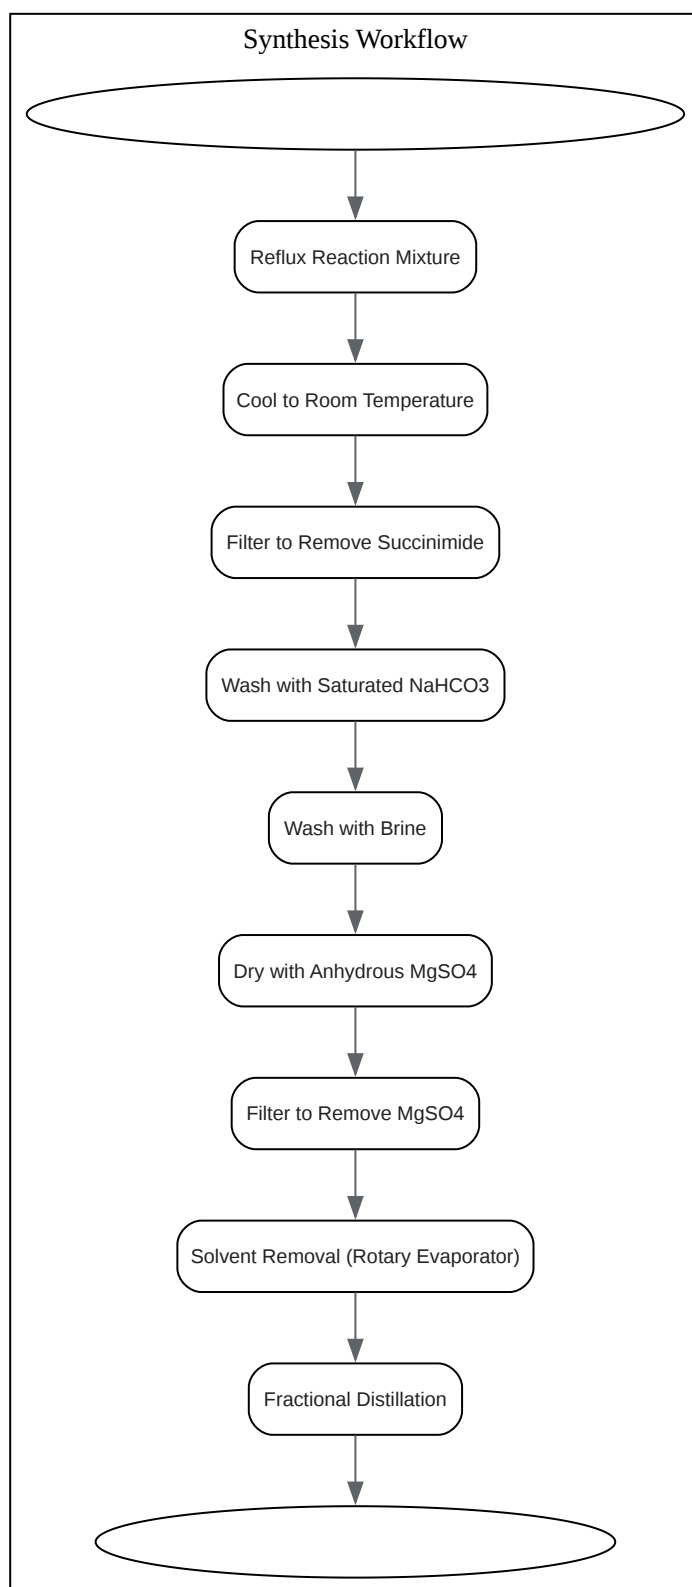 Synthesis Workflow
Reflux Reaction Mixture
Cool to Room Temperature
Filter to Remove Succinimide
Wash with Saturated NaHCO3
Wash with Brine
Dry with Anhydrous MgSO4
Filter to Remove MgSO4
Solvent Removal (Rotary Evaporator)
Fractional Distillation